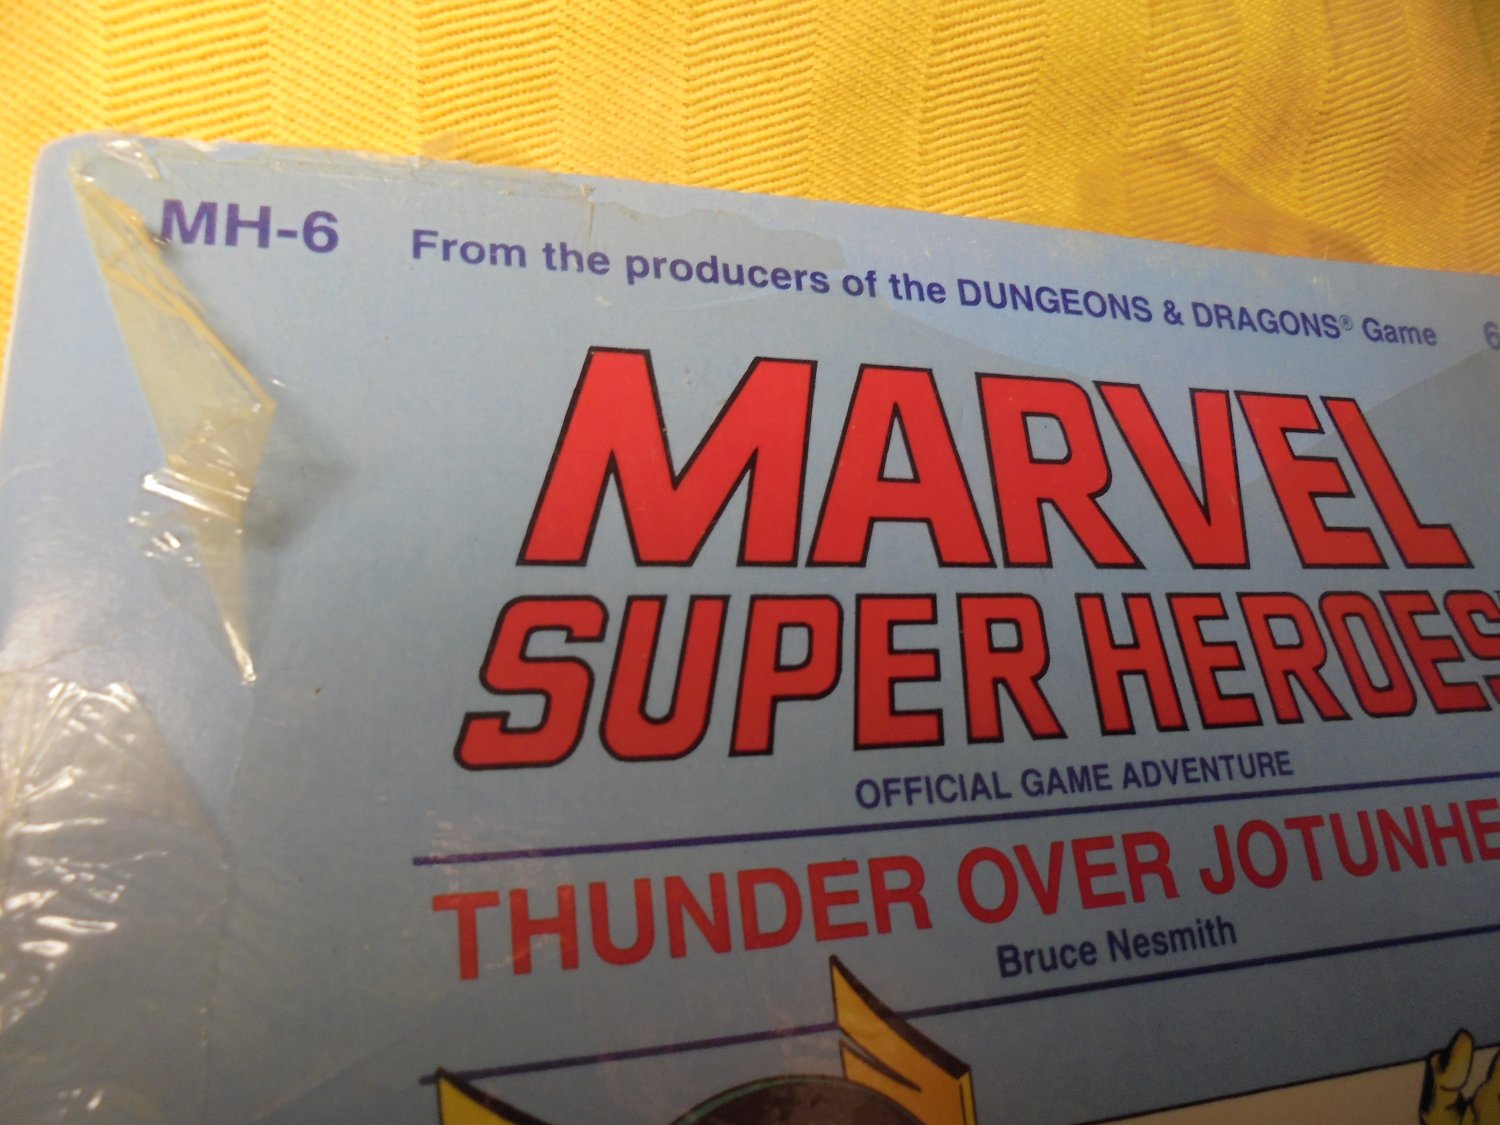 MH-6 From the producers of the DUNGEONS & DRAGONS® Game 6
MARVEL
SUPER HEROES
OFFICIAL GAME ADVENTURE
THUNDER OVER JOTUNHE
Bruce Nesmith